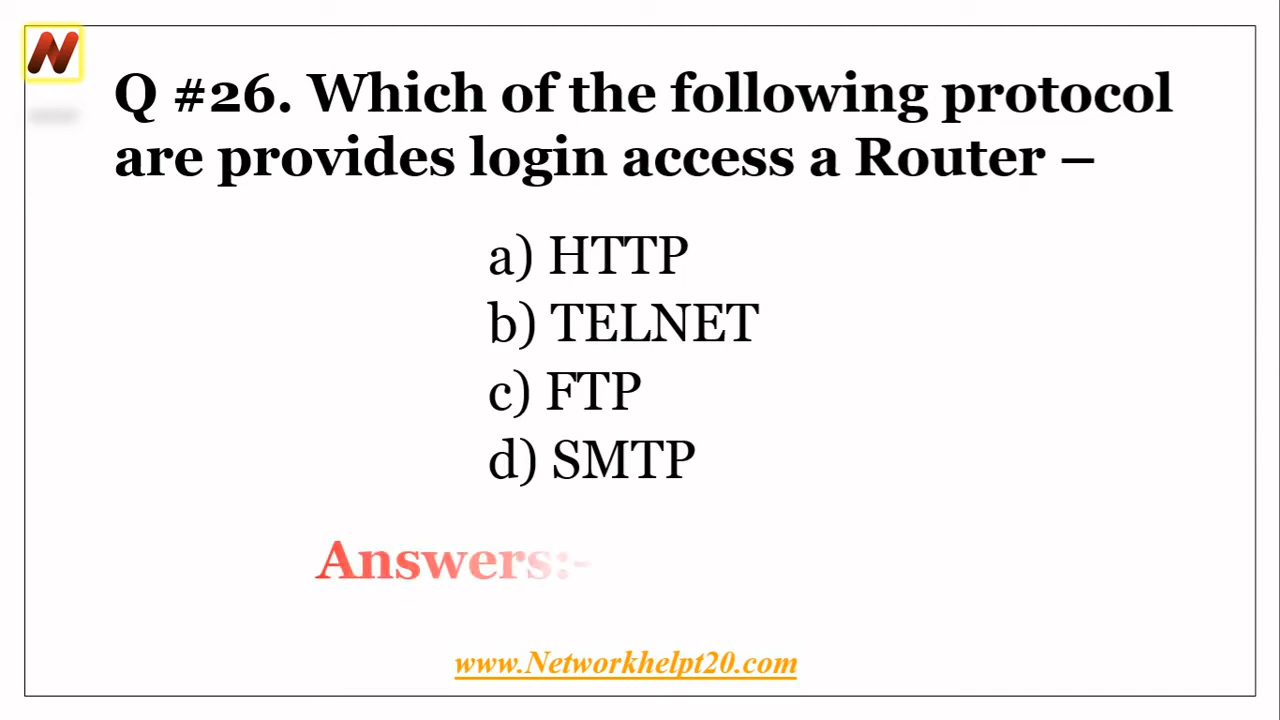 Q #26. Which of the following protocol
are provides login access a Router –
a) HTTP
b) TELNET
c) FTP
d) SMTP
Answers:-
www.Networkhelpt20.com